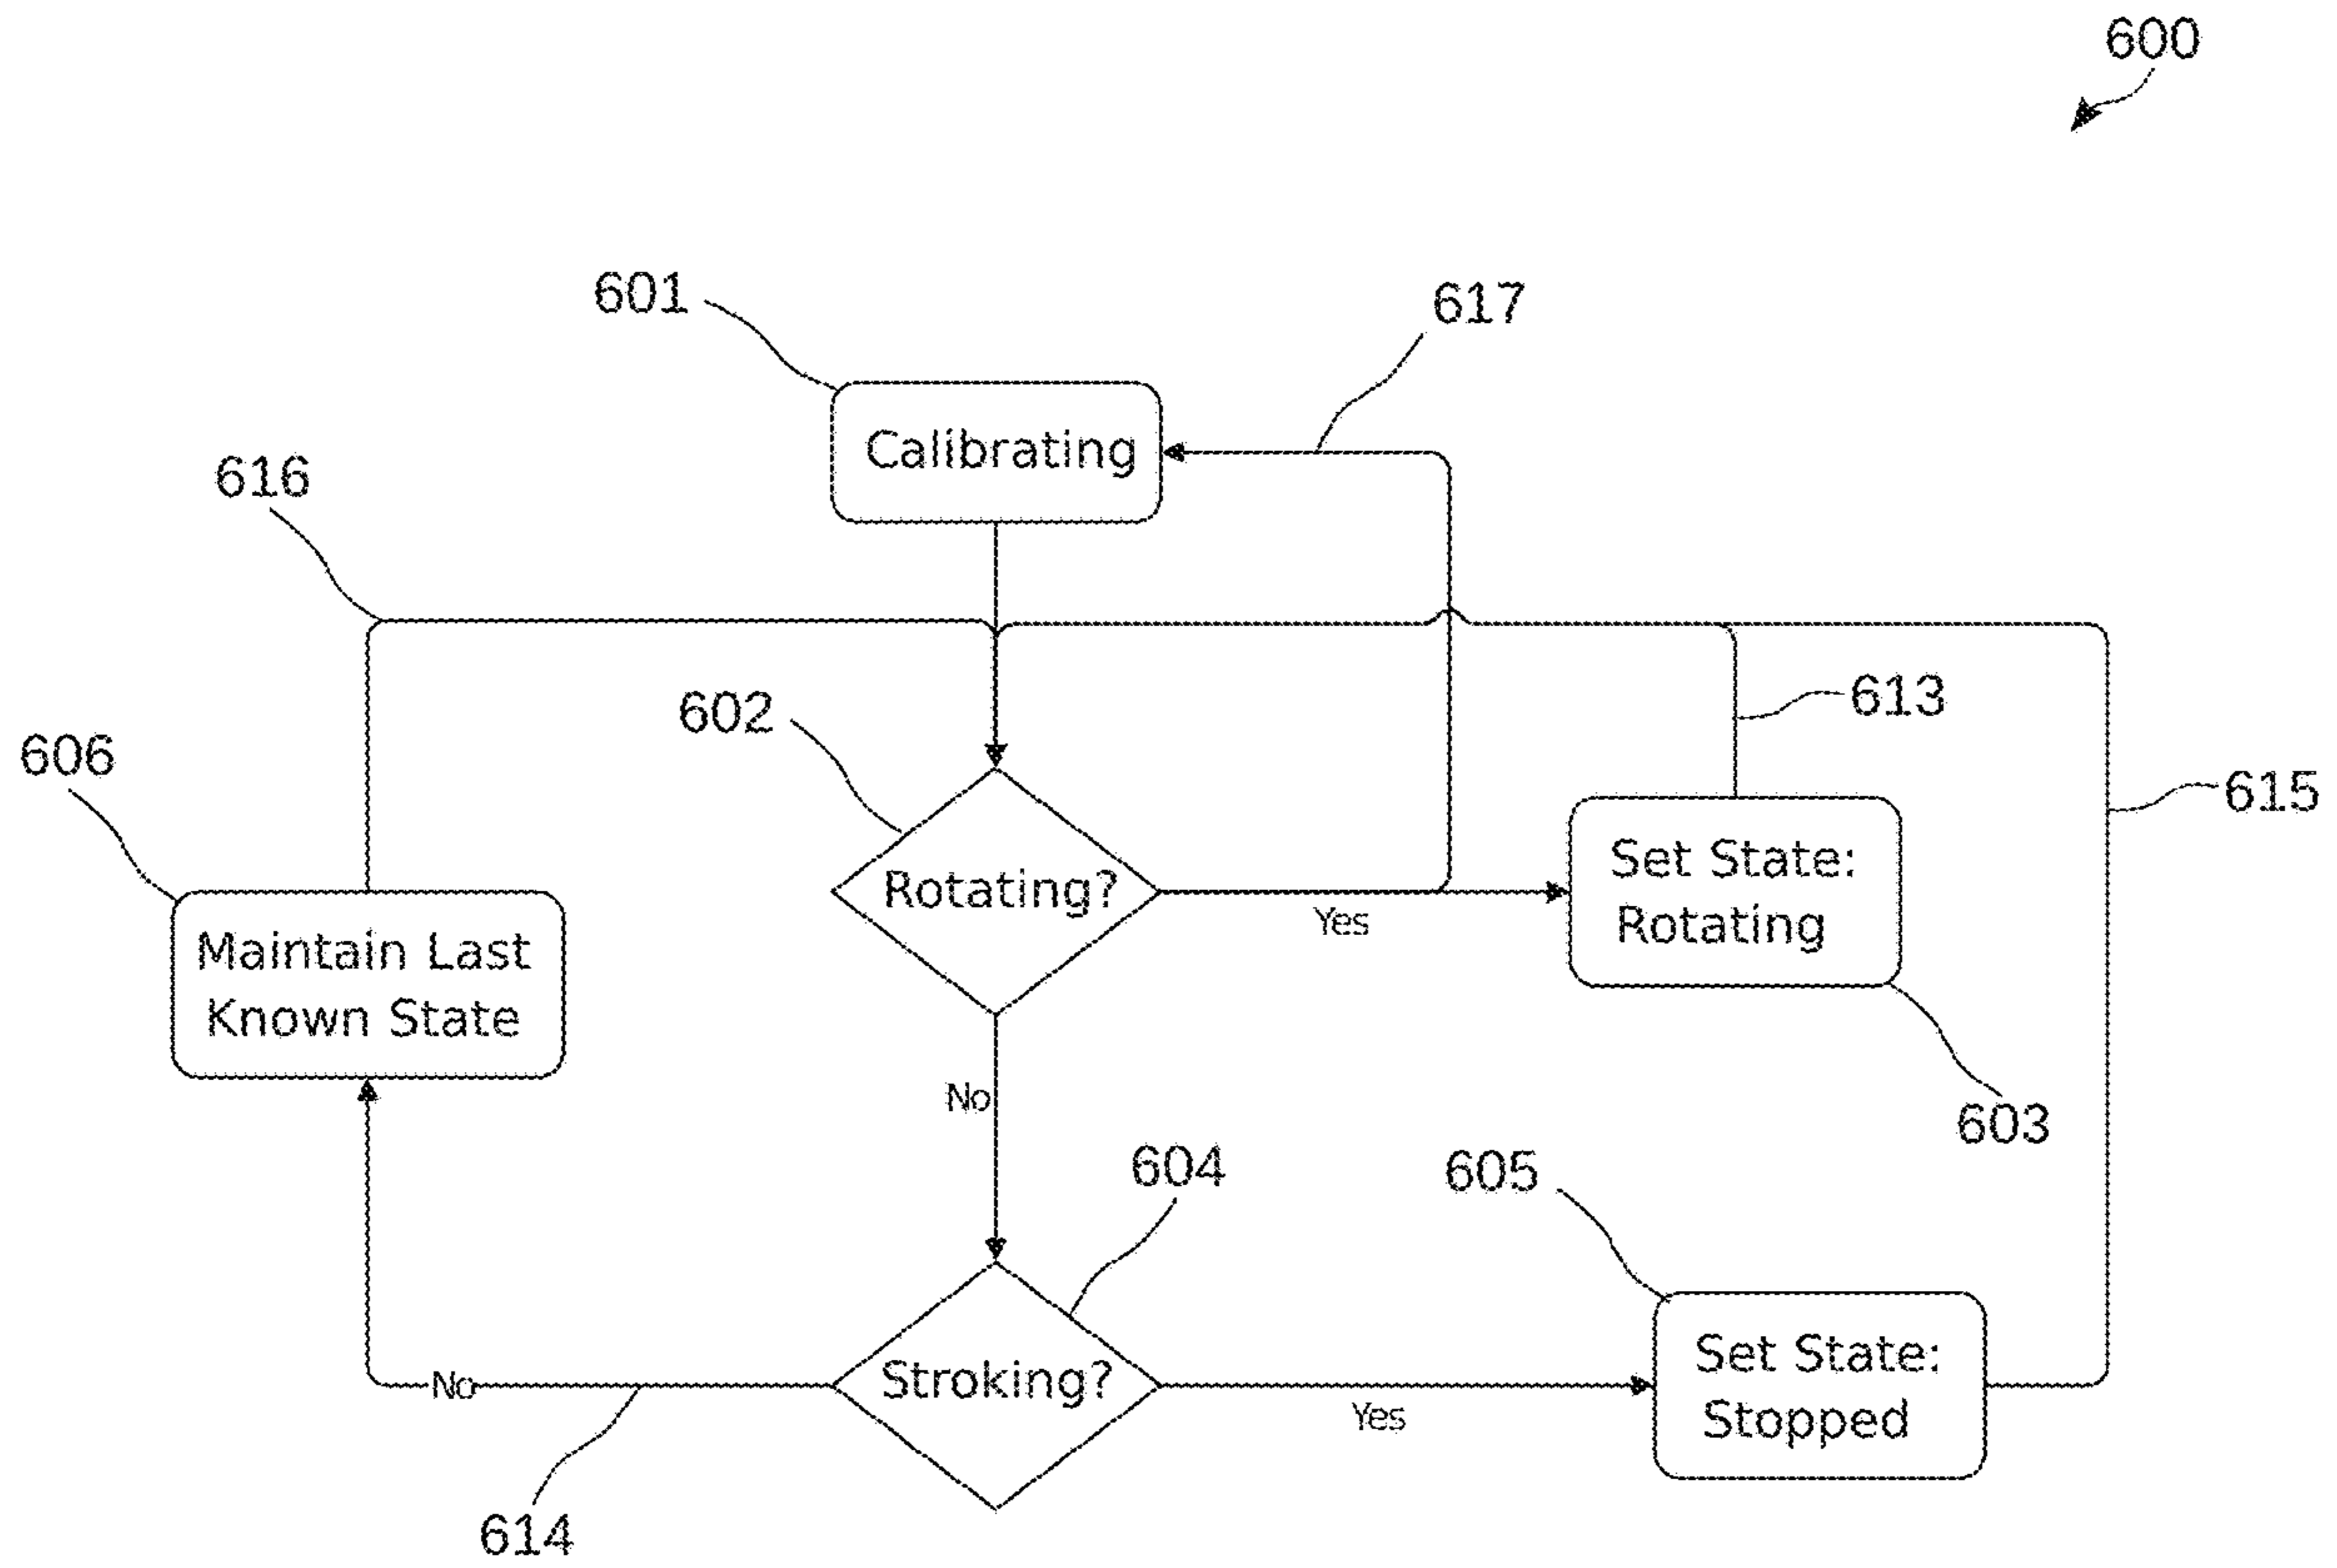 600
601
617
Calibrating
616
602
613
606
615
Set State:
Rotating
Rotating?
Yes
Maintain Last
Known State
No
603
604
605
Set State:
Stopped
Stroking?
No
Yes
614